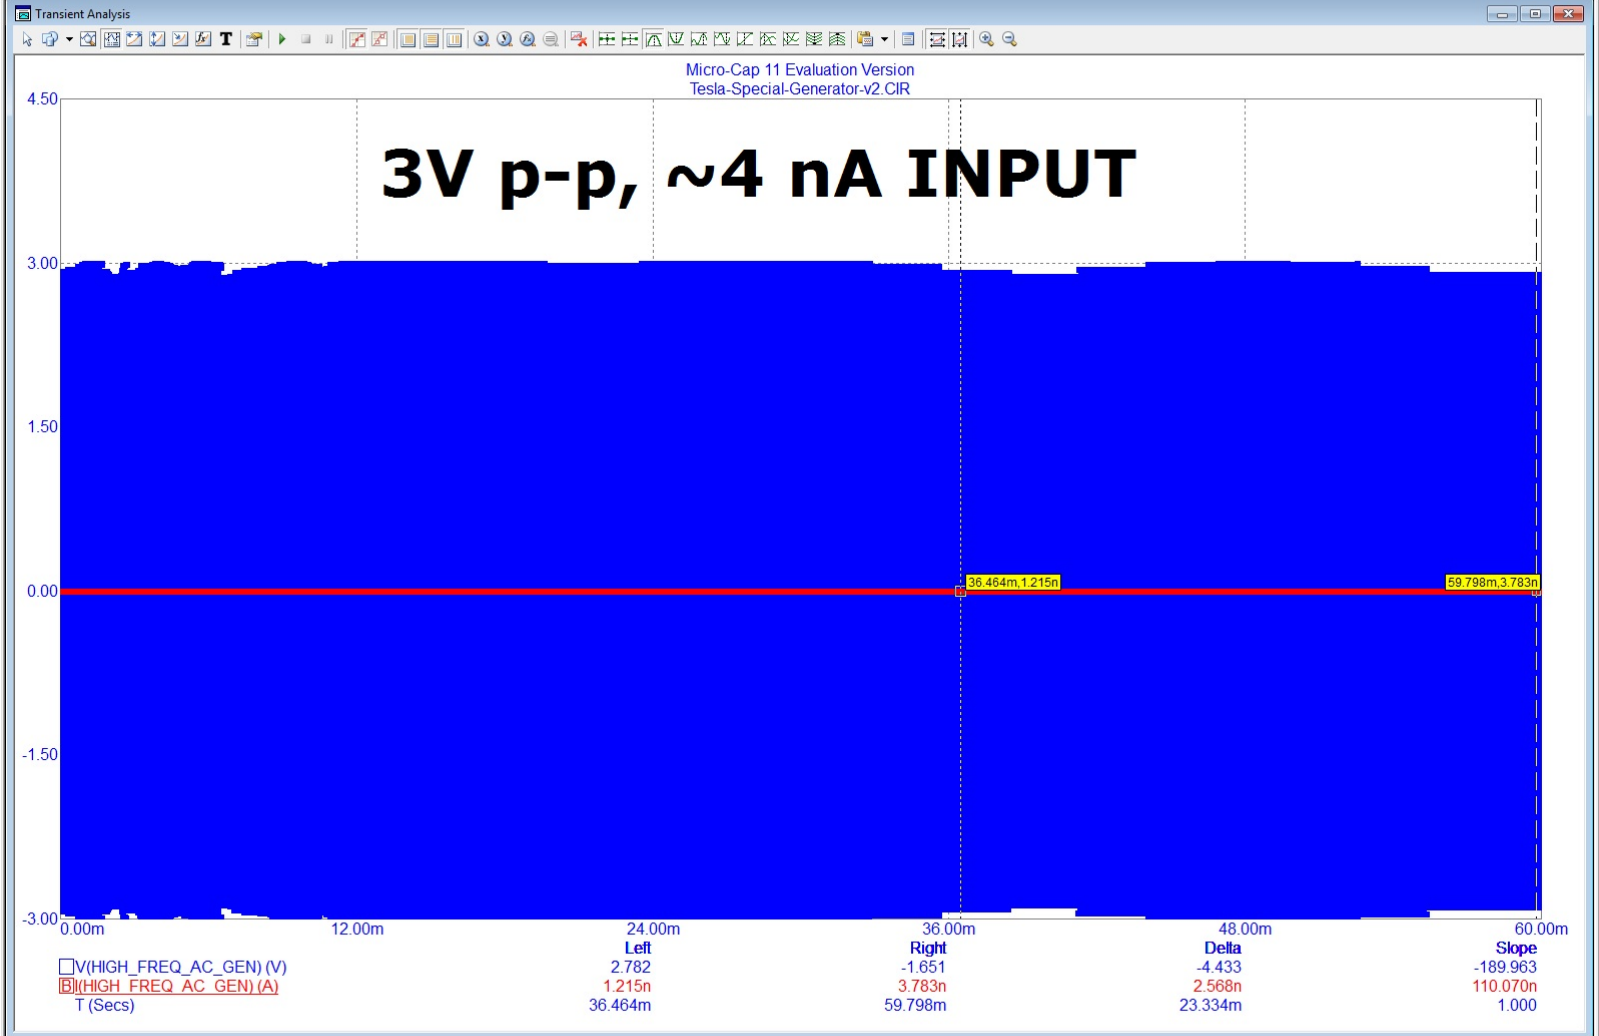 Transient Analysis
Micro-Cap 11 Evaluation Version
Tesla-Special-Generator-v2.CIR
4.50
3V p-p, ~4 nA INPUT
3.00
1.50
36.464m,1.215n 59.798m,3.783n
0.00
-1.50
-3.00
0.00m 12.00m 24.00m 36.00m 48.00m 60.00m
Left Right Delta Slope
V(HIGH_FREQ_AC_GEN) (V) 2.782 -1.651 -4.433 -189.963
B I(HIGH_FREQ_AC_GEN) (A) 1.215n 3.783n 2.568n 110.070n
T (Secs) 36.464m 59.798m 23.334m 1.000